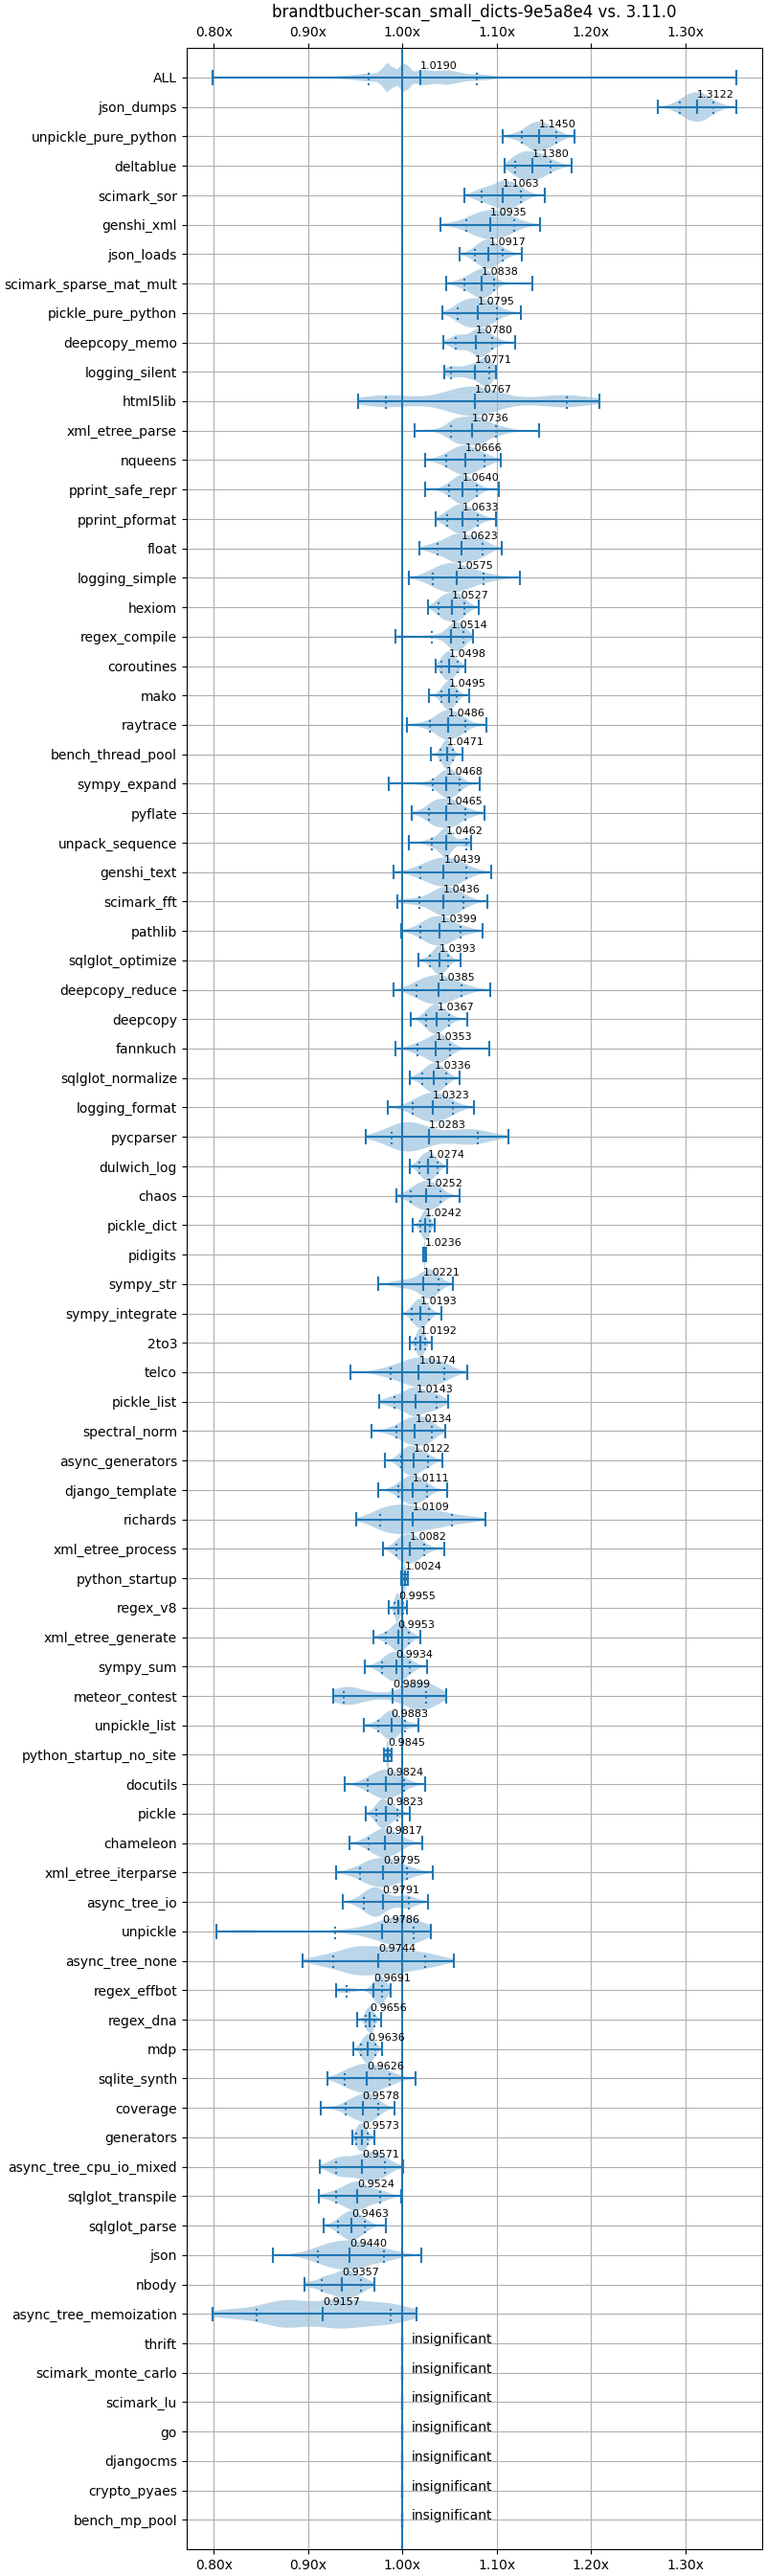 brandtbucher-scan_small_dicts-9e5a8e4 vs. 3.11.0
0.80x 0.90x 1.00x 1.10x 1.20x 1.30x
ALL 1.0190
json_dumps 1.3122
unpickle_pure_python 1.1450
deltablue 1.1380
scimark_sor 1.1063
genshi_xml 1.0935
json_loads 1.0917
scimark_sparse_mat_mult 1.0838
pickle_pure_python 1.0795
deepcopy_memo 1.0780
logging_silent 1.0771
html5lib 1.0767
xml_etree_parse 1.0736
nqueens 1.0666
pprint_safe_repr 1.0640
pprint_pformat 1.0633
float 1.0623
logging_simple 1.0575
hexiom 1.0527
regex_compile 1.0514
coroutines 1.0498
mako 1.0495
raytrace 1.0486
bench_thread_pool 1.0471
sympy_expand 1.0468
pyflate 1.0465
unpack_sequence 1.0462
genshi_text 1.0439
scimark_fft 1.0436
pathlib 1.0399
sqlglot_optimize 1.0393
deepcopy_reduce 1.0385
deepcopy 1.0367
fannkuch 1.0353
sqlglot_normalize 1.0336
logging_format 1.0323
pycparser 1.0283
dulwich_log 1.0274
chaos 1.0252
pickle_dict 1.0242
pidigits 1.0236
sympy_str 1.0221
sympy_integrate 1.0193
2to3 1.0192
telco 1.0174
pickle_list 1.0143
spectral_norm 1.0134
async_generators 1.0122
django_template 1.0111
richards 1.0109
xml_etree_process 1.0082
python_startup 1.0024
regex_v8 0.9955
xml_etree_generate 0.9953
sympy_sum 0.9934
meteor_contest 0.9899
unpickle_list 0.9883
python_startup_no_site 0.9845
docutils 0.9824
pickle 0.9823
chameleon 0.9817
xml_etree_iterparse 0.9795
async_tree_io 0.9791
unpickle 0.9786
async_tree_none 0.9744
regex_effbot 0.9691
regex_dna 0.9656
mdp 0.9636
sqlite_synth 0.9626
coverage 0.9578
generators 0.9573
async_tree_cpu_io_mixed 0.9571
sqlglot_transpile 0.9524
sqlglot_parse 0.9463
json 0.9440
nbody 0.9357
async_tree_memoization 0.9157
thrift insignificant
scimark_monte_carlo insignificant
scimark_lu insignificant
go insignificant
djangocms insignificant
crypto_pyaes insignificant
bench_mp_pool insignificant
0.80x 0.90x 1.00x 1.10x 1.20x 1.30x